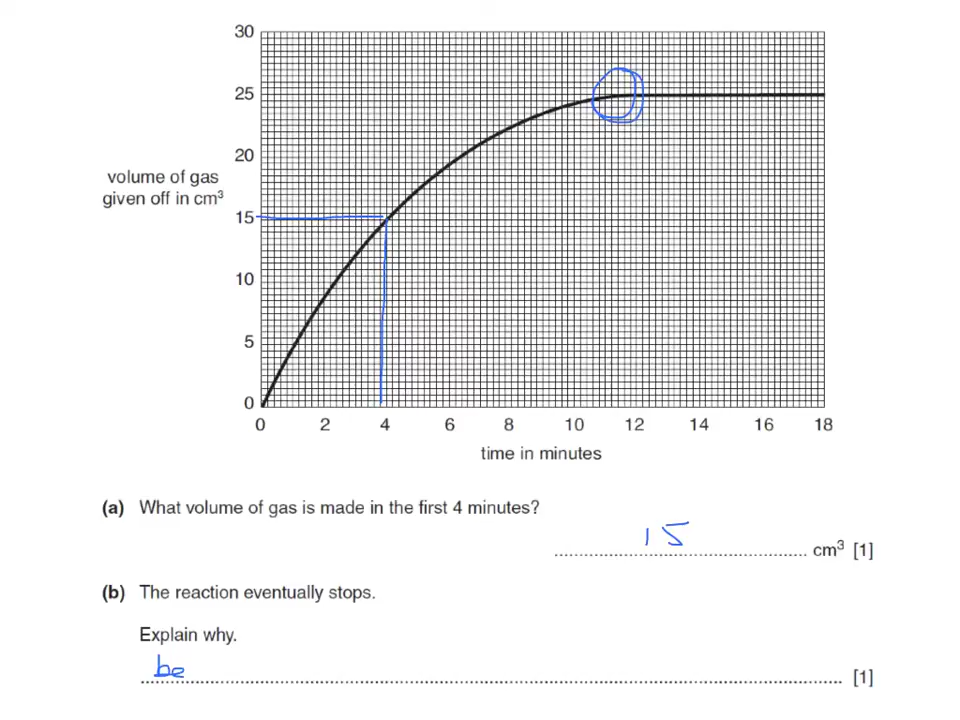 30
25
20
volume of gas
given off in cm³
15
10
5
0
0 2 4 6 8 10 12 14 16 18
time in minutes
(a) What volume of gas is made in the first 4 minutes?
15
cm³ [1]
(b) The reaction eventually stops.
Explain why.
be
[1]